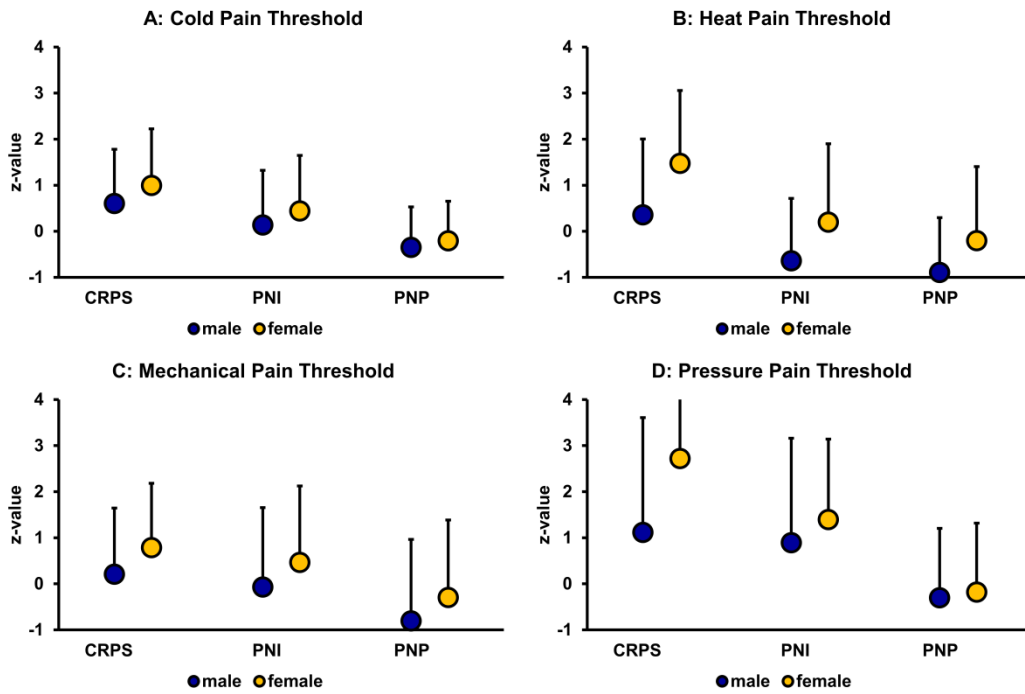 A: Cold Pain Threshold
4
3
2
1
0
-1
z-value
CRPS PNI PNP
male female
B: Heat Pain Threshold
4
3
2
1
0
-1
z-value
CRPS PNI PNP
male female
C: Mechanical Pain Threshold
4
3
2
1
0
-1
z-value
CRPS PNI PNP
male female
D: Pressure Pain Threshold
4
3
2
1
0
-1
z-value
CRPS PNI PNP
male female